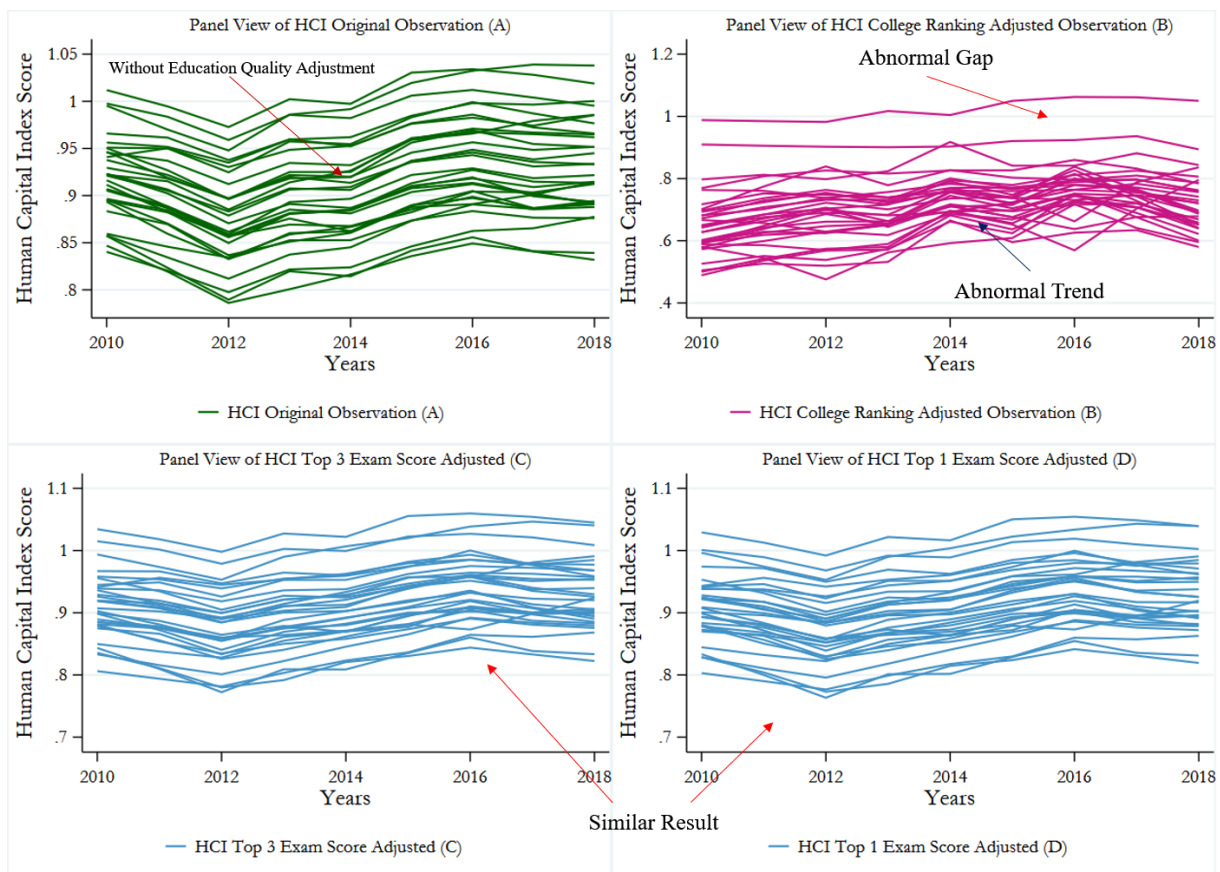 Panel View of HCI Original Observation (A)
Human Capital Index Score
1.05
1
.95
.9
.85
.8
Without Education Quality Adjustment
2010 2012 2014 2016 2018
Years
HCI Original Observation (A)
Panel View of HCI College Ranking Adjusted Observation (B)
Human Capital Index Score
1.2
1
.8
.6
.4
Abnormal Gap
Abnormal Trend
2010 2012 2014 2016 2018
Years
HCI College Ranking Adjusted Observation (B)
Panel View of HCI Top 3 Exam Score Adjusted (C)
Human Capital Index Score
1.1
1
.9
.8
.7
2010 2012 2014 2016 2018
Years
HCI Top 3 Exam Score Adjusted (C)
Panel View of HCI Top 1 Exam Score Adjusted (D)
Human Capital Index Score
1.1
1
.9
.8
.7
2010 2012 2014 2016 2018
Years
HCI Top 1 Exam Score Adjusted (D)
Similar Result